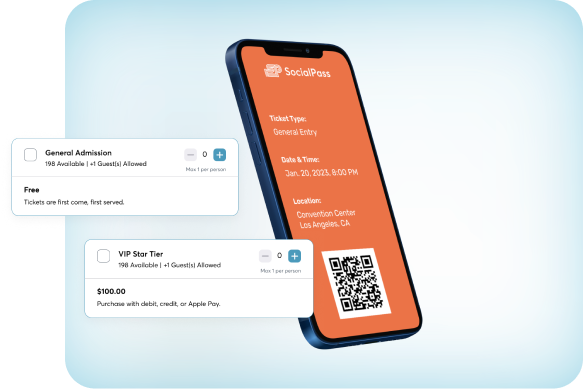 SocialPass
Ticket Type:
General Entry
Date & Time:
Jan. 20, 2023, 8:00 PM
Location:
Convention Center
Los Angeles, CA
General Admission
198 Available | +1 Guest(s) Allowed
0
Max 1 per person
Free
Tickets are first come, first served.
VIP Star Tier
198 Available | +1 Guest(s) Allowed
0
Max 1 per person
$100.00
Purchase with debit, credit, or Apple Pay.